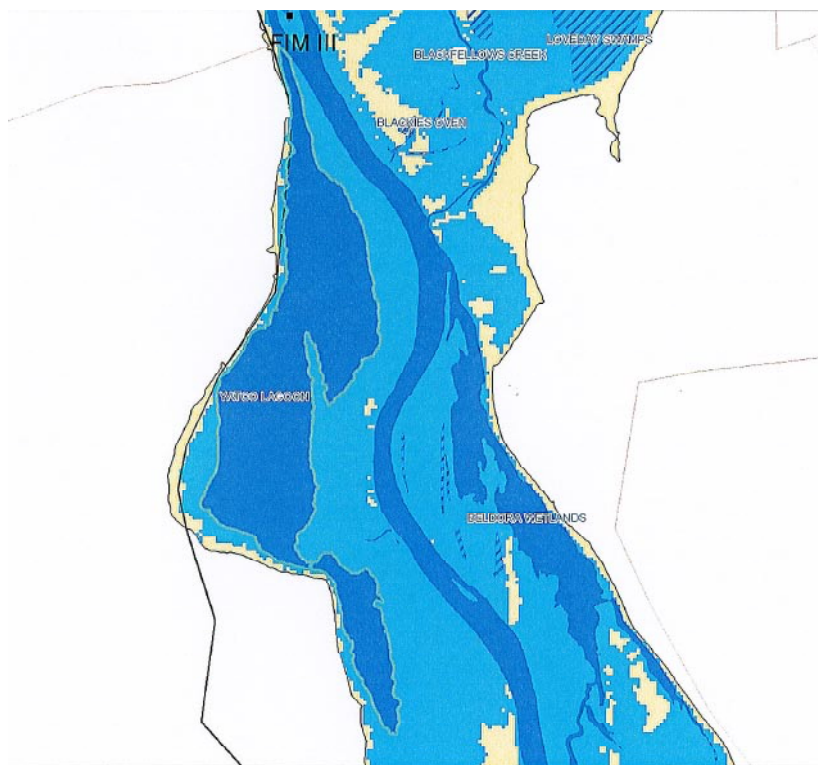 FIM III
LOVEDAY SWAMPS
BLACKFELLOWS CREEK
BLACKIES OVEN
YATCO LAGOON
BELDORA WETLANDS